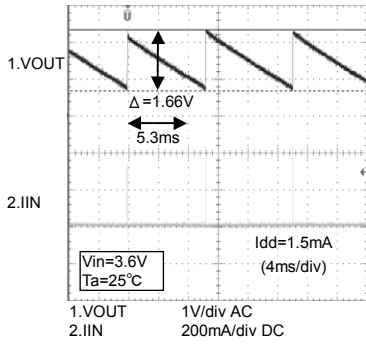 1.VOUT
Δ=1.66V
5.3ms
2.IIN
Idd=1.5mA
(4ms/div)
Vin=3.6V
Ta=25℃
1.VOUT 1V/div AC
2.IIN 200mA/div DC